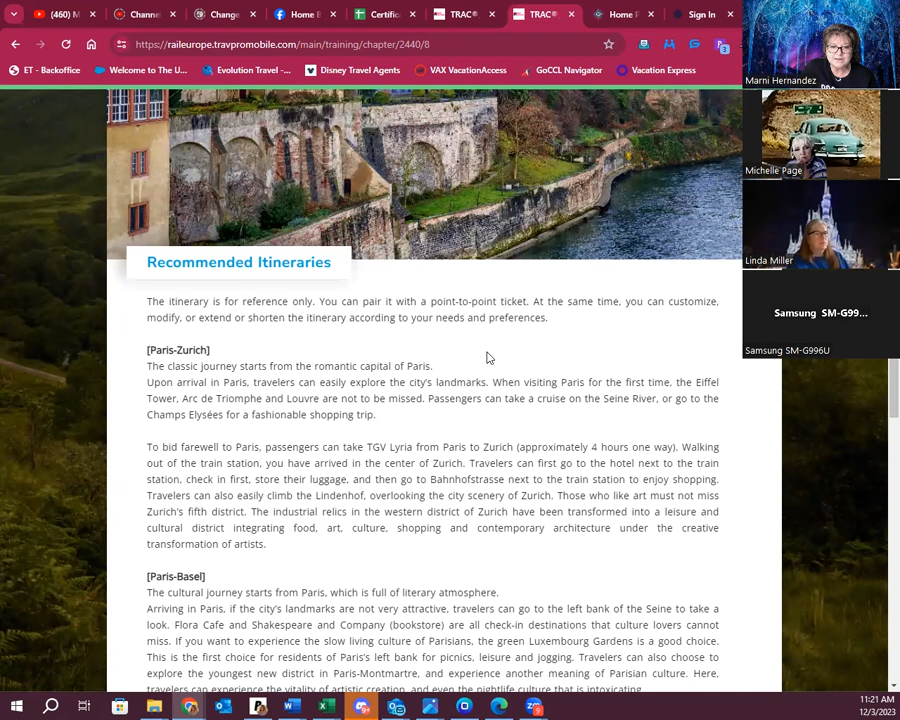 (460) M
Channel
Change
Home B
Certific
TRAC®
TRAC®
Home P
Sign In
https://raileurope.travpromobile.com/main/training/chapter/2440/8
3
ET - Backoffice
Welcome to The U...
Evolution Travel -...
Disney Travel Agents
VAX VacationAccess
GoCCL Navigator
Vacation Express
Marni Hernandez
Michelle Page
Linda Miller
Samsung SM-G99...
Samsung SM-G996U
Recommended Itineraries
The itinerary is for reference only. You can pair it with a point-to-point ticket. At the same time, you can customize,
modify, or extend or shorten the itinerary according to your needs and preferences.
[Paris-Zurich]
The classic journey starts from the romantic capital of Paris.
Upon arrival in Paris, travelers can easily explore the city's landmarks. When visiting Paris for the first time, the Eiffel
Tower, Arc de Triomphe and Louvre are not to be missed. Passengers can take a cruise on the Seine River, or go to the
Champs Elysées for a fashionable shopping trip.
To bid farewell to Paris, passengers can take TGV Lyria from Paris to Zurich (approximately 4 hours one way). Walking
out of the train station, you have arrived in the center of Zurich. Travelers can first go to the hotel next to the train
station, check in first, store their luggage, and then go to Bahnhofstrasse next to the train station to enjoy shopping.
Travelers can also easily climb the Lindenhof, overlooking the city scenery of Zurich. Those who like art must not miss
Zurich's fifth district. The industrial relics in the western district of Zurich have been transformed into a leisure and
cultural district integrating food, art, culture, shopping and contemporary architecture under the creative
transformation of artists.
[Paris-Basel]
The cultural journey starts from Paris, which is full of literary atmosphere.
Arriving in Paris, if the city's landmarks are not very attractive, travelers can go to the left bank of the Seine to take a
look. Flora Cafe and Shakespeare and Company (bookstore) are all check-in destinations that culture lovers cannot
miss. If you want to experience the slow living culture of Parisians, the green Luxembourg Gardens is a good choice.
This is the first choice for residents of Paris's left bank for picnics, leisure and jogging. Travelers can also choose to
explore the youngest new district in Paris-Montmartre, and experience another meaning of Parisian culture. Here,
travelers can experience the vitality of artistic creation, and even the nightlife culture that is intoxicating.
11:21 AM
12/3/2023